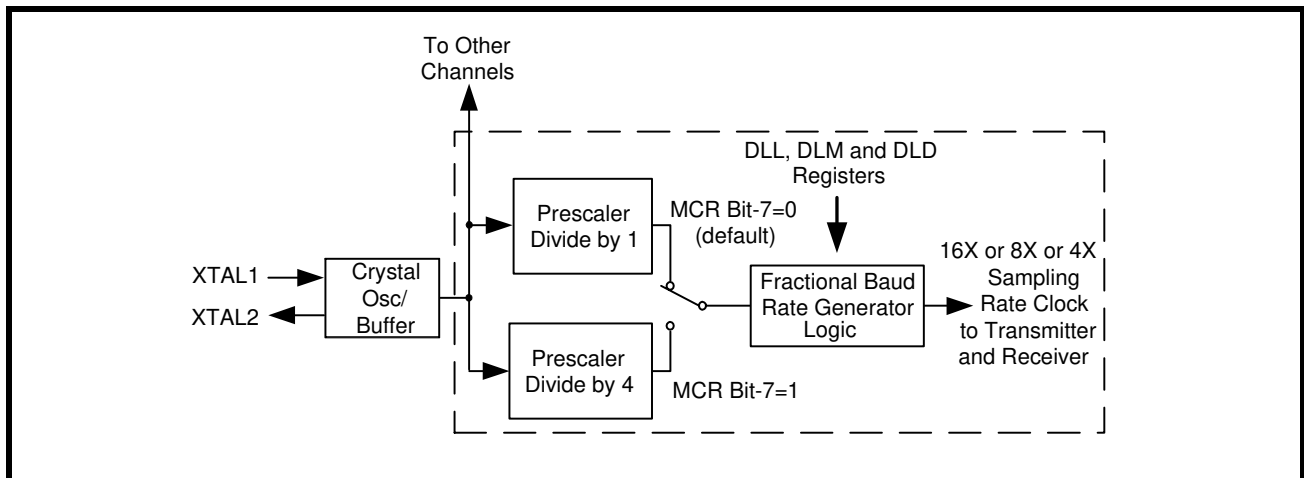 To Other
Channels
DLL, DLM and DLD
Registers
Prescaler
Divide by 1
MCR Bit-7=0
(default)
16X or 8X or 4X
Sampling
Rate Clock
to Transmitter
and Receiver
XTAL1
XTAL2
Crystal
Osc/
Buffer
Fractional Baud
Rate Generator
Logic
Prescaler
Divide by 4
MCR Bit-7=1